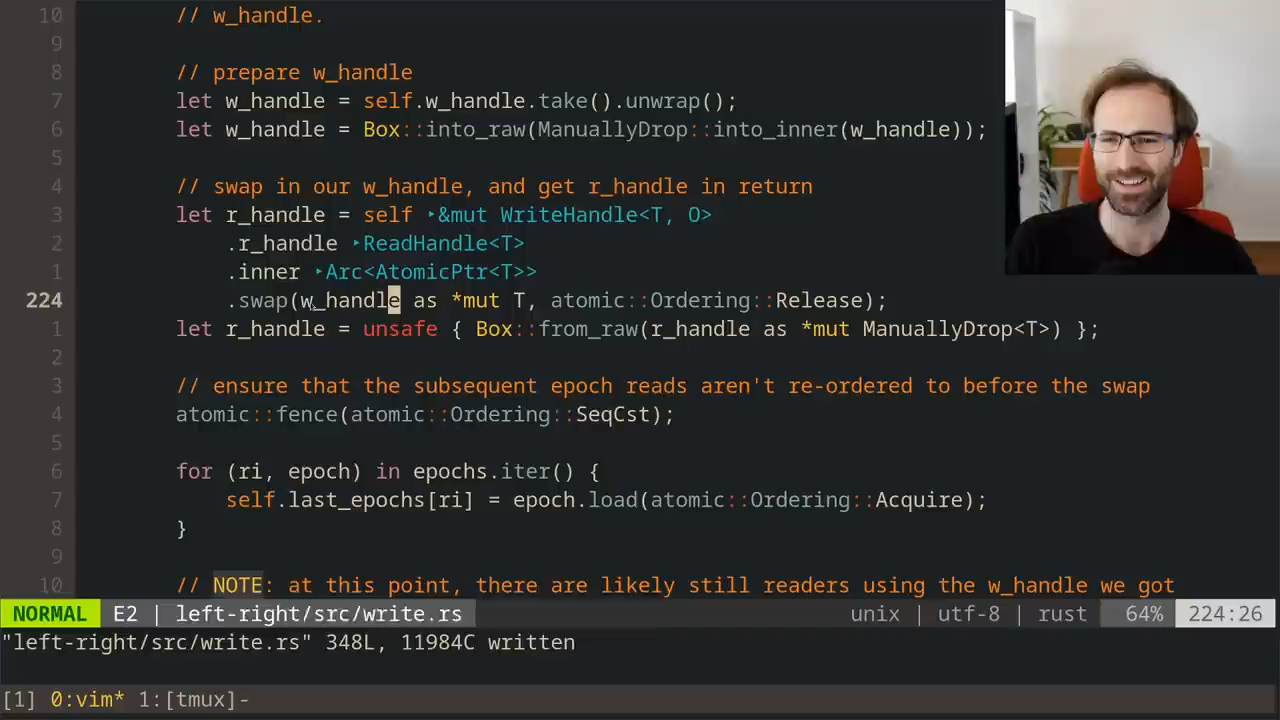 10 // w_handle.
9
8 // prepare w_handle
7 let w_handle = self.w_handle.take().unwrap();
6 let w_handle = Box::into_raw(ManuallyDrop::into_inner(w_handle));
5
4 // swap in our w_handle, and get r_handle in return
3 let r_handle = self ‣&mut WriteHandle<T, O>
2 .r_handle ‣ReadHandle<T>
1 .inner ‣Arc<AtomicPtr<T>>
224 .swap(w_handle as *mut T, atomic::Ordering::Release);
1 let r_handle = unsafe { Box::from_raw(r_handle as *mut ManuallyDrop<T>) };
2
3 // ensure that the subsequent epoch reads aren't re-ordered to before the swap
4 atomic::fence(atomic::Ordering::SeqCst);
5
6 for (ri, epoch) in epochs.iter() {
7 self.last_epochs[ri] = epoch.load(atomic::Ordering::Acquire);
8 }
9
10 // NOTE: at this point, there are likely still readers using the w_handle we got
NORMAL E2 | left-right/src/write.rs unix | utf-8 | rust 64% 224:26
"left-right/src/write.rs" 348L, 11984C written
[1] 0:vim* 1:[tmux]-